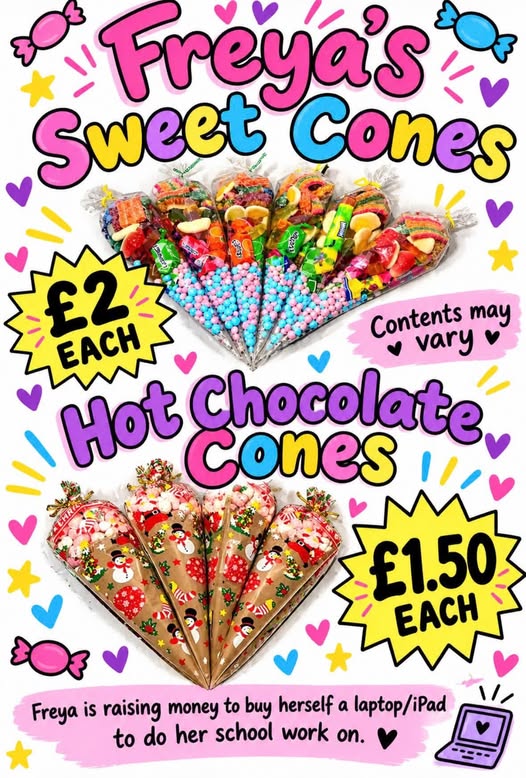 Freya's
Sweet Cones
£2
EACH
Contents may
vary
Hot Chocolate
Cones
£1.50
EACH
Freya is raising money to buy herself a laptop/iPad
to do her school work on.